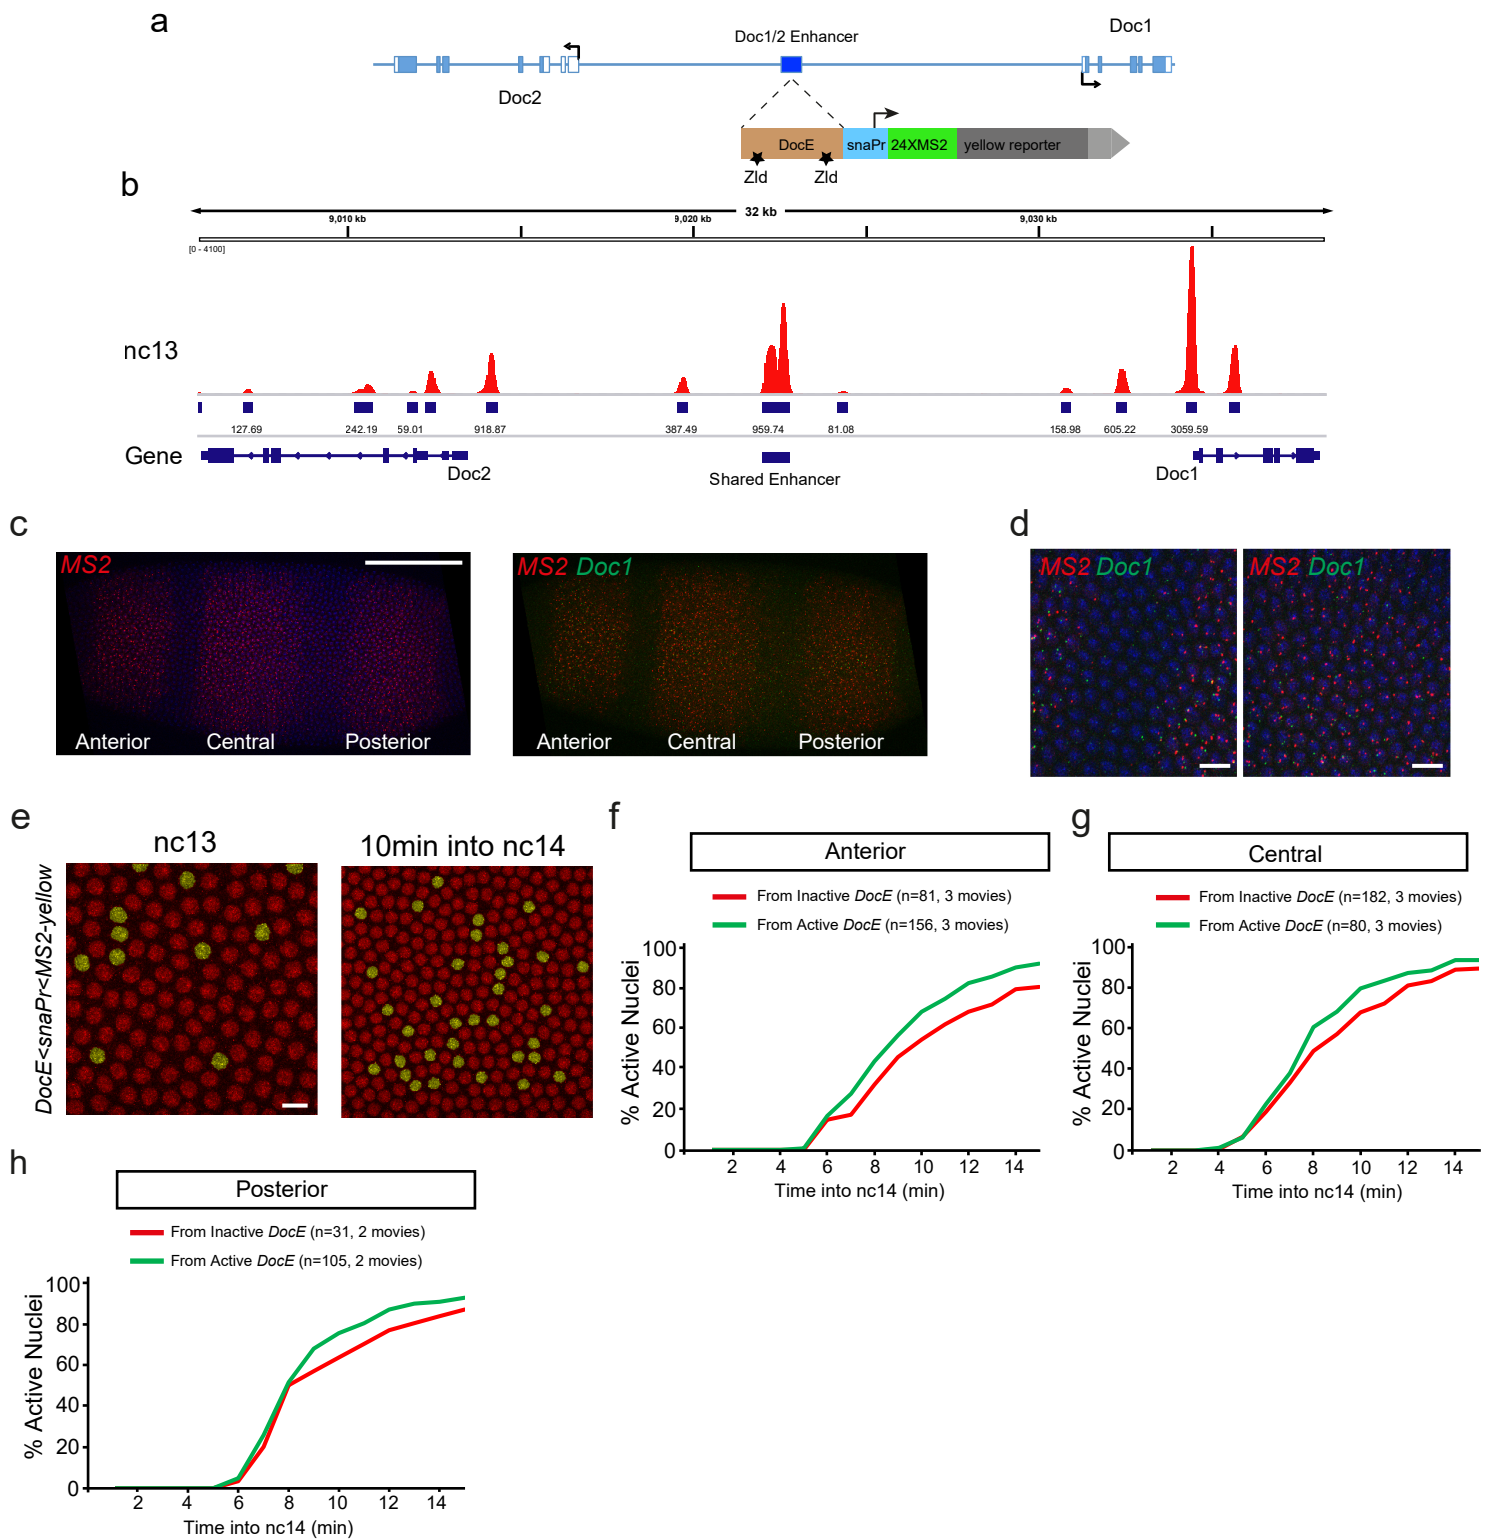 a
Doc1/2 Enhancer
Doc1
Doc2
DocE
snaPr
24XMS2
yellow reporter
Zld
Zld
b
32 kb
9,010 kb
9,020 kb
9,030 kb
[0 - 4100]
nc13
127.69
242.19
59.01
918.87
387.49
959.74
81.08
158.98
605.22
3059.59
Gene
Doc2
Shared Enhancer
Doc1
c
MS2
Anterior
Central
Posterior
MS2 Doc1
Anterior
Central
Posterior
d
MS2 Doc1
MS2 Doc1
e
nc13
10min into nc14
DocE<snaPr<MS2-yellow
f
Anterior
From Inactive DocE (n=81, 3 movies)
From Active DocE (n=156, 3 movies)
% Active Nuclei
100
80
60
40
20
0
2
4
6
8
10
12
14
Time into nc14 (min)
g
Central
From Inactive DocE (n=182, 3 movies)
From Active DocE (n=80, 3 movies)
% Active Nuclei
100
80
60
40
20
0
2
4
6
8
10
12
14
Time into nc14 (min)
h
Posterior
From Inactive DocE (n=31, 2 movies)
From Active DocE (n=105, 2 movies)
% Active Nuclei
100
80
60
40
20
0
2
4
6
8
10
12
14
Time into nc14 (min)